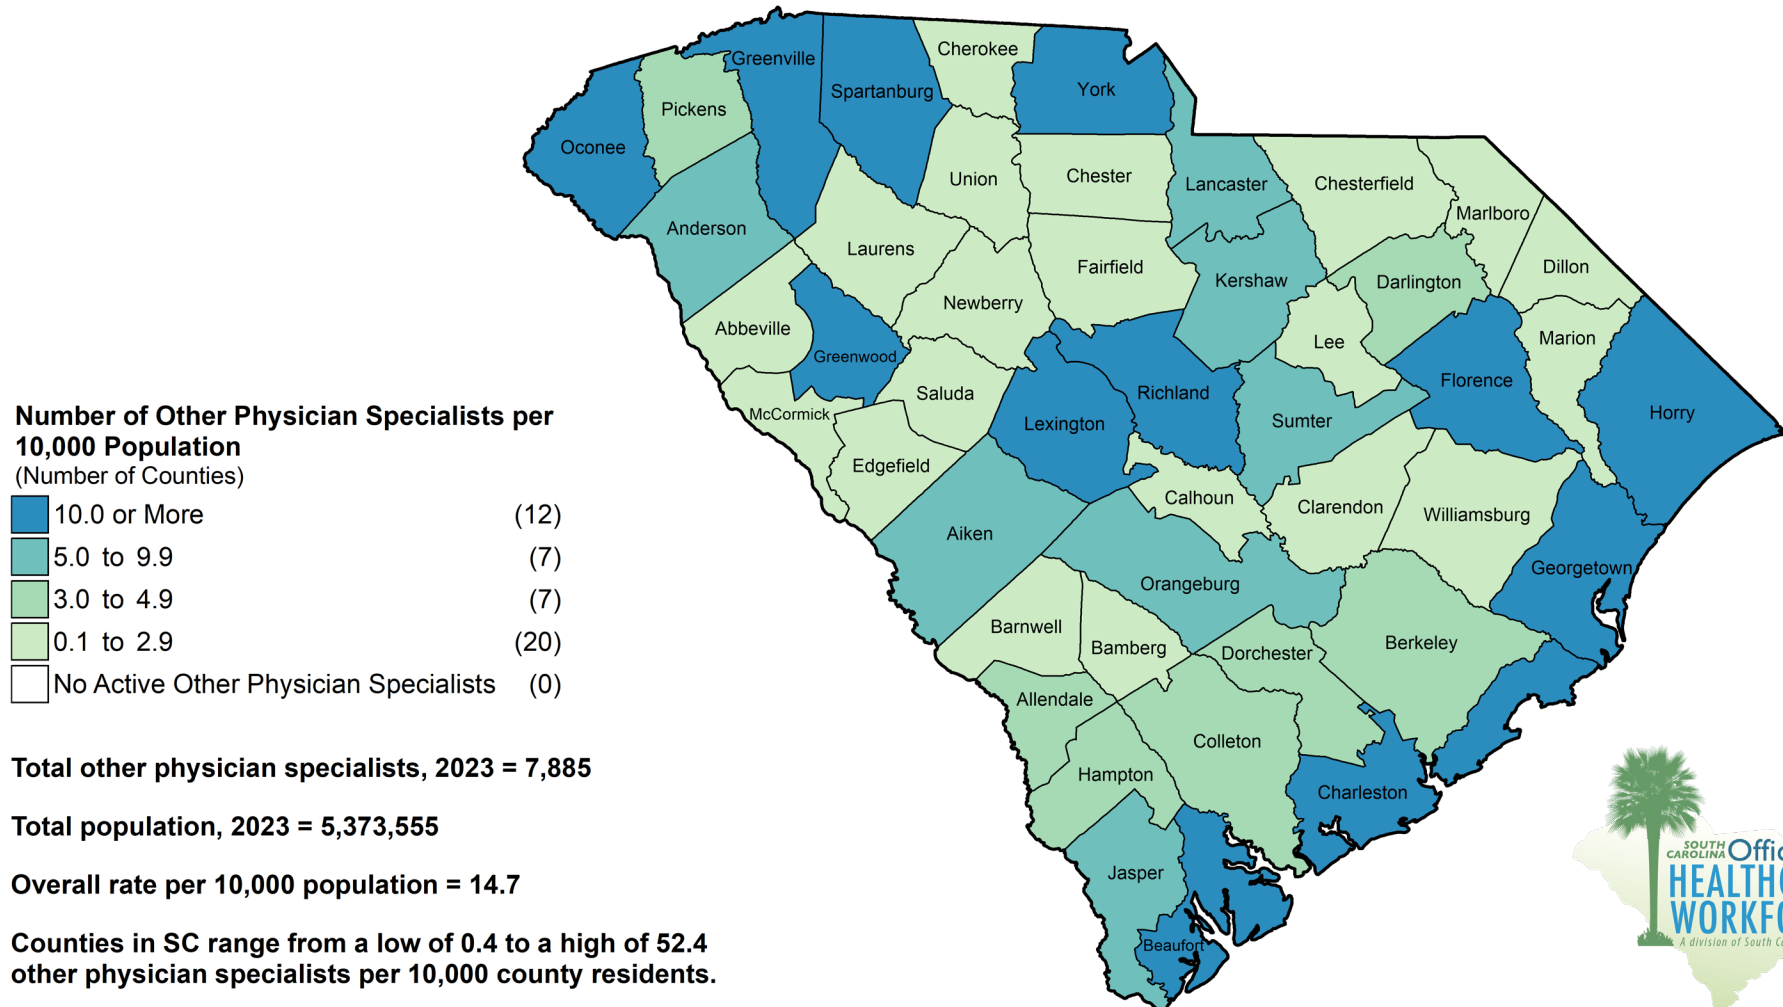 Cherokee
Greenville
Spartanburg
York
Pickens
Oconee
Union
Chester
Lancaster
Chesterfield
Marlboro
Anderson
Laurens
Fairfield
Kershaw
Darlington
Dillon
Newberry
Abbeville
Greenwood
Lee
Marion
Saluda
Richland
Florence
Horry
McCormick
Lexington
Sumter
Edgefield
Calhoun
Clarendon
Williamsburg
Aiken
Georgetown
Orangeburg
Barnwell
Bamberg
Dorchester
Berkeley
Allendale
Colleton
Hampton
Charleston
Jasper
Beaufort
Number of Other Physician Specialists per
10,000 Population
(Number of Counties)
10.0 or More (12)
5.0 to 9.9 (7)
3.0 to 4.9 (7)
0.1 to 2.9 (20)
No Active Other Physician Specialists (0)
Total other physician specialists, 2023 = 7,885
Total population, 2023 = 5,373,555
Overall rate per 10,000 population = 14.7
Counties in SC range from a low of 0.4 to a high of 52.4
other physician specialists per 10,000 county residents.
SOUTH
CAROLINA
A division of South